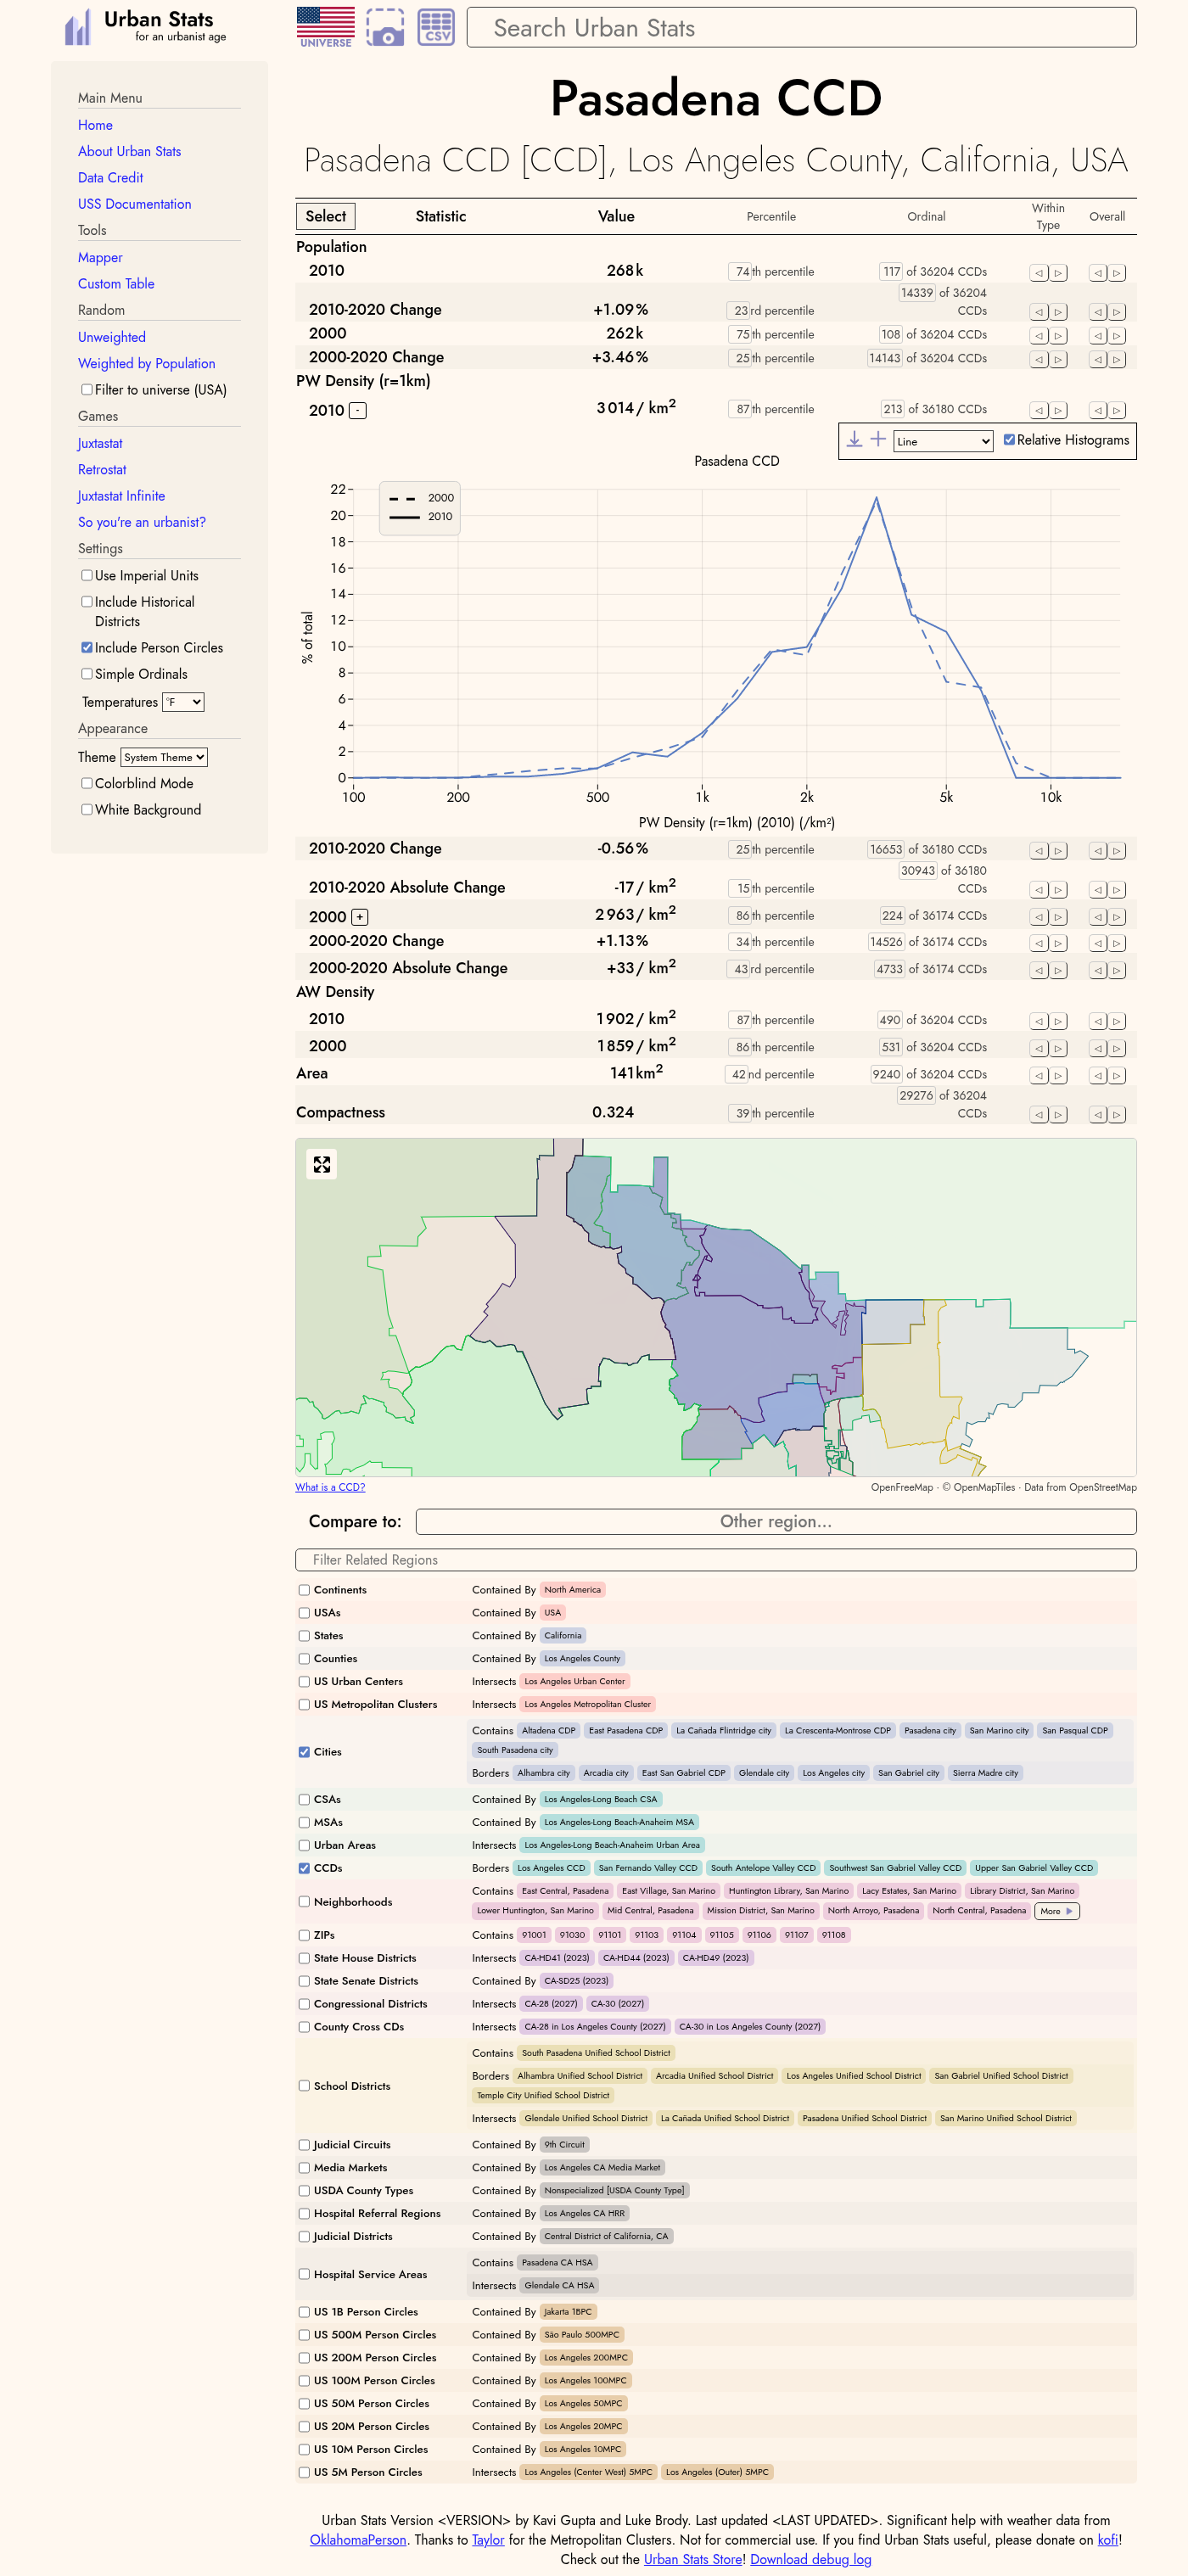 Urban Stats
for an urbanist age
UNIVERSE
CSV
Search Urban Stats
Main Menu
Home
About Urban Stats
Data Credit
USS Documentation
Tools
Mapper
Custom Table
Random
Unweighted
Weighted by Population
Filter to universe (USA)
Games
Juxtastat
Retrostat
Juxtastat Infinite
So you're an urbanist?
Settings
Use Imperial Units
Include Historical
Districts
Include Person Circles
Simple Ordinals
Temperatures °F
Appearance
Theme System Theme
Colorblind Mode
White Background
Pasadena CCD
Pasadena CCD [CCD], Los Angeles County, California, USA
Select Statistic Value Percentile Ordinal Within Type Overall
Population
2010 268k 74th percentile 117 of 36204 CCDs
2010-2020 Change +1.09% 23rd percentile 14339 of 36204 CCDs
2000 262k 75th percentile 108 of 36204 CCDs
2000-2020 Change +3.46% 25th percentile 14143 of 36204 CCDs
PW Density (r=1km)
2010 - 3014/ km2 87th percentile 213 of 36180 CCDs
Line Relative Histograms
Pasadena CCD
2000
2010
22
20
18
16
14
12
10
8
6
4
2
0
% of total
100 200 500 1k 2k 5k 10k
PW Density (r=1km) (2010) (/km²)
2010-2020 Change -0.56% 25th percentile 16653 of 36180 CCDs
2010-2020 Absolute Change -17/ km2 15th percentile 30943 of 36180 CCDs
2000 + 2963/ km2 86th percentile 224 of 36174 CCDs
2000-2020 Change +1.13% 34th percentile 14526 of 36174 CCDs
2000-2020 Absolute Change +33/ km2 43rd percentile 4733 of 36174 CCDs
AW Density
2010 1902/ km2 87th percentile 490 of 36204 CCDs
2000 1859/ km2 86th percentile 531 of 36204 CCDs
Area 141km2 42nd percentile 9240 of 36204 CCDs
Compactness 0.324 39th percentile 29276 of 36204 CCDs
What is a CCD? OpenFreeMap · © OpenMapTiles · Data from OpenStreetMap
Compare to: Other region...
Filter Related Regions
Continents Contained By North America
USAs Contained By USA
States Contained By California
Counties Contained By Los Angeles County
US Urban Centers Intersects Los Angeles Urban Center
US Metropolitan Clusters Intersects Los Angeles Metropolitan Cluster
Cities Contains Altadena CDP East Pasadena CDP La Cañada Flintridge city La Crescenta-Montrose CDP Pasadena city San Marino city San Pasqual CDP
South Pasadena city
Borders Alhambra city Arcadia city East San Gabriel CDP Glendale city Los Angeles city San Gabriel city Sierra Madre city
CSAs Contained By Los Angeles-Long Beach CSA
MSAs Contained By Los Angeles-Long Beach-Anaheim MSA
Urban Areas Intersects Los Angeles-Long Beach-Anaheim Urban Area
CCDs Borders Los Angeles CCD San Fernando Valley CCD South Antelope Valley CCD Southwest San Gabriel Valley CCD Upper San Gabriel Valley CCD
Neighborhoods Contains East Central, Pasadena East Village, San Marino Huntington Library, San Marino Lacy Estates, San Marino Library District, San Marino
Lower Huntington, San Marino Mid Central, Pasadena Mission District, San Marino North Arroyo, Pasadena North Central, Pasadena More
ZIPs Contains 91001 91030 91101 91103 91104 91105 91106 91107 91108
State House Districts Intersects CA-HD41 (2023) CA-HD44 (2023) CA-HD49 (2023)
State Senate Districts Contained By CA-SD25 (2023)
Congressional Districts Intersects CA-28 (2027) CA-30 (2027)
County Cross CDs Intersects CA-28 in Los Angeles County (2027) CA-30 in Los Angeles County (2027)
School Districts Contains South Pasadena Unified School District
Borders Alhambra Unified School District Arcadia Unified School District Los Angeles Unified School District San Gabriel Unified School District
Temple City Unified School District
Intersects Glendale Unified School District La Cañada Unified School District Pasadena Unified School District San Marino Unified School District
Judicial Circuits Contained By 9th Circuit
Media Markets Contained By Los Angeles CA Media Market
USDA County Types Contained By Nonspecialized [USDA County Type]
Hospital Referral Regions Contained By Los Angeles CA HRR
Judicial Districts Contained By Central District of California, CA
Hospital Service Areas Contains Pasadena CA HSA
Intersects Glendale CA HSA
US 1B Person Circles Contained By Jakarta 1BPC
US 500M Person Circles Contained By São Paulo 500MPC
US 200M Person Circles Contained By Los Angeles 200MPC
US 100M Person Circles Contained By Los Angeles 100MPC
US 50M Person Circles Contained By Los Angeles 50MPC
US 20M Person Circles Contained By Los Angeles 20MPC
US 10M Person Circles Contained By Los Angeles 10MPC
US 5M Person Circles Intersects Los Angeles (Center West) 5MPC Los Angeles (Outer) 5MPC
Urban Stats Version <VERSION> by Kavi Gupta and Luke Brody. Last updated <LAST UPDATED>. Significant help with weather data from
OklahomaPerson. Thanks to Taylor for the Metropolitan Clusters. Not for commercial use. If you find Urban Stats useful, please donate on kofi!
Check out the Urban Stats Store! Download debug log